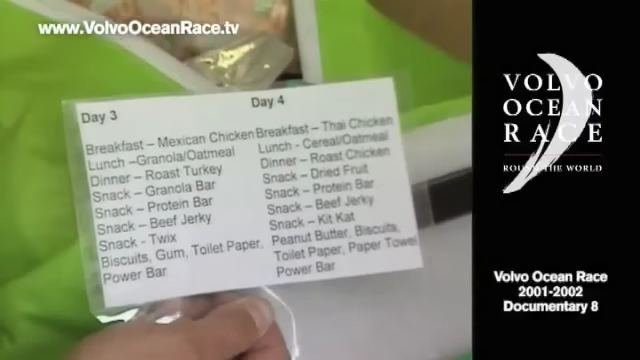 www.VolvoOceanRace.tv
Day 3
Breakfast – Mexican Chicken
Lunch –Granola/Oatmeal
Dinner – Roast Turkey
Snack – Granola Bar
Snack – Protein Bar
Snack – Beef Jerky
Snack - Twix
Biscuits, Gum, Toilet Paper,
Power Bar
Day 4
Breakfast – Thai Chicken
Lunch - Cereal/Oatmeal
Dinner – Roast Chicken
Snack – Dried Fruit
Snack – Protein Bar
Snack – Beef Jerky
Snack – Kit Kat
Peanut Butter, Biscuits,
Toilet Paper, Paper Towel
Power Bar
VOLVO
OCEAN
RACE
ROUND THE WORLD
Volvo Ocean Race
2001-2002
Documentary 8